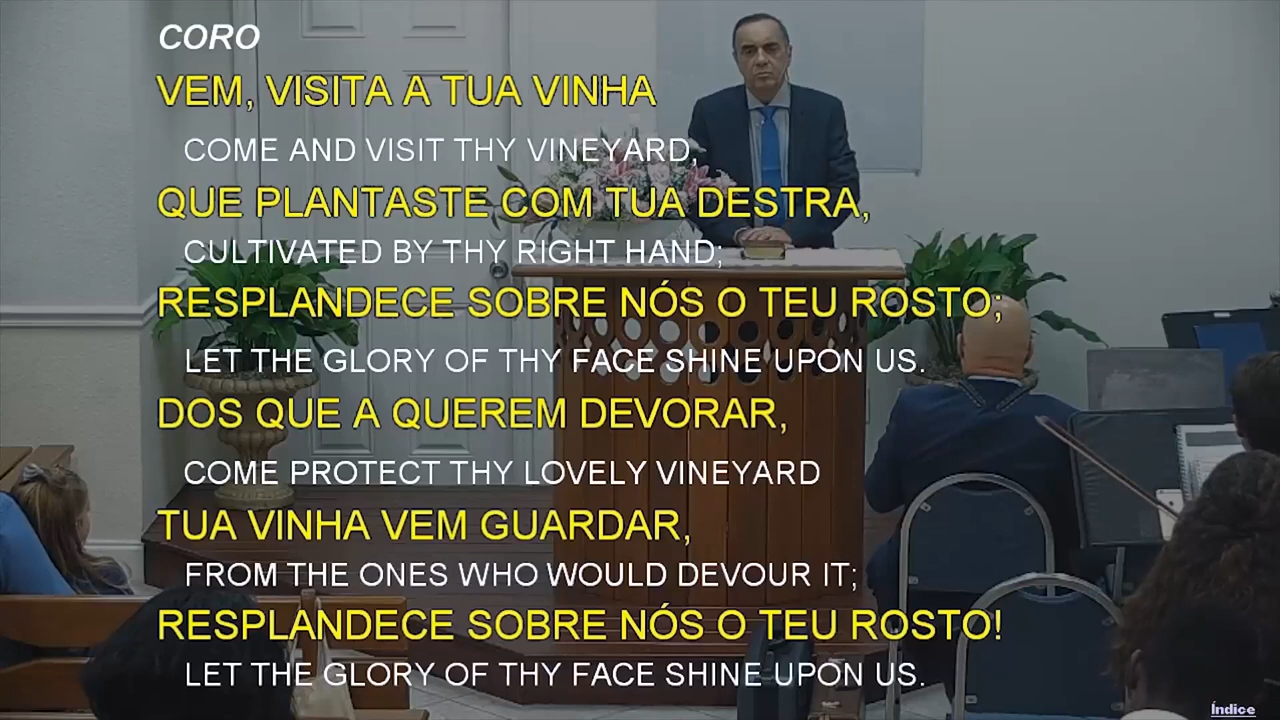 CORO
VEM, VISITA A TUA VINHA
COME AND VISIT THY VINEYARD,
QUE PLANTASTE COM TUA DESTRA,
CULTIVATED BY THY RIGHT HAND;
RESPLANDECE SOBRE NÓS O TEU ROSTO;
LET THE GLORY OF THY FACE SHINE UPON US.
DOS QUE A QUEREM DEVORAR,
COME PROTECT THY LOVELY VINEYARD
TUA VINHA VEM GUARDAR,
FROM THE ONES WHO WOULD DEVOUR IT;
RESPLANDECE SOBRE NÓS O TEU ROSTO!
LET THE GLORY OF THY FACE SHINE UPON US.
Índice